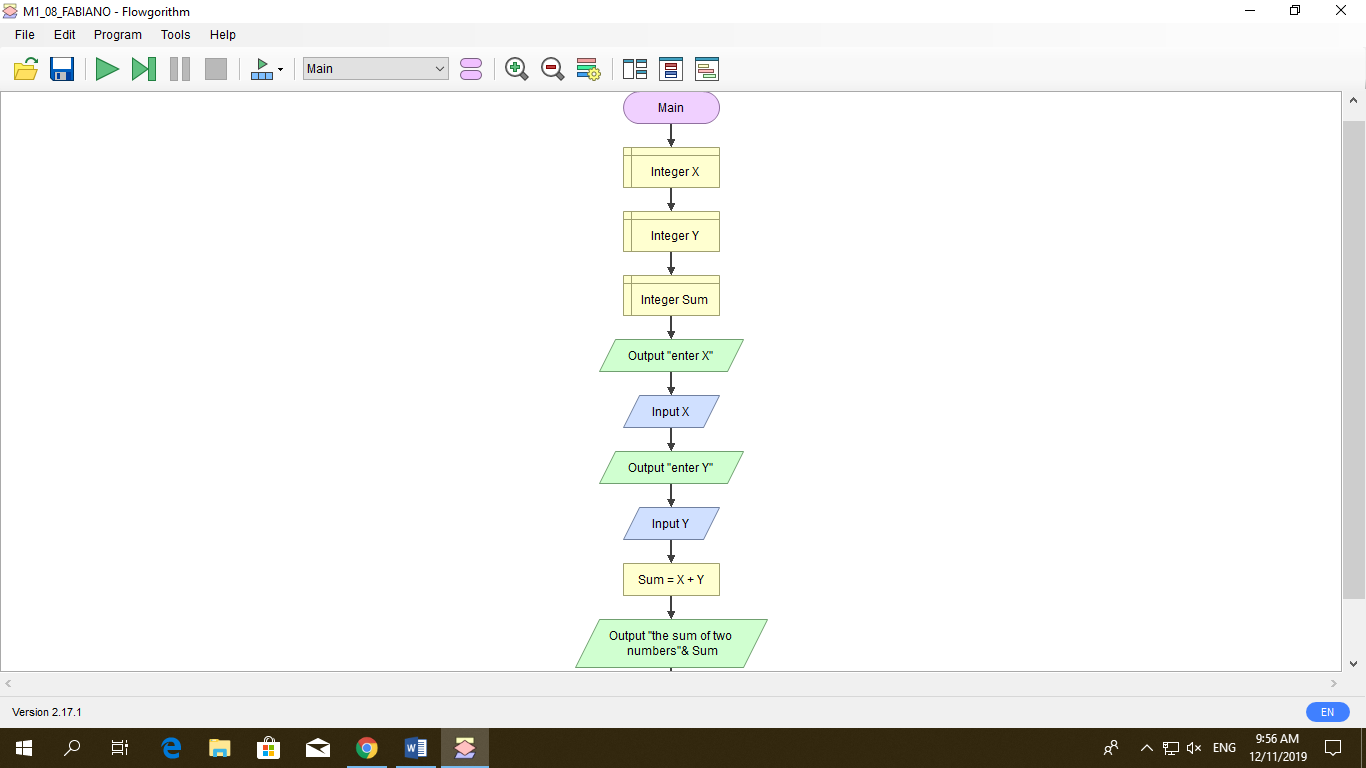 M1_08_FABIANO - Flowgorithm
File Edit Program Tools Help
Main
Main
Integer X
Integer Y
Integer Sum
Output "enter X"
Input X
Output "enter Y"
Input Y
Sum = X + Y
Output "the sum of two
numbers"& Sum
Version 2.17.1
EN
9:56 AM
ENG
12/11/2019